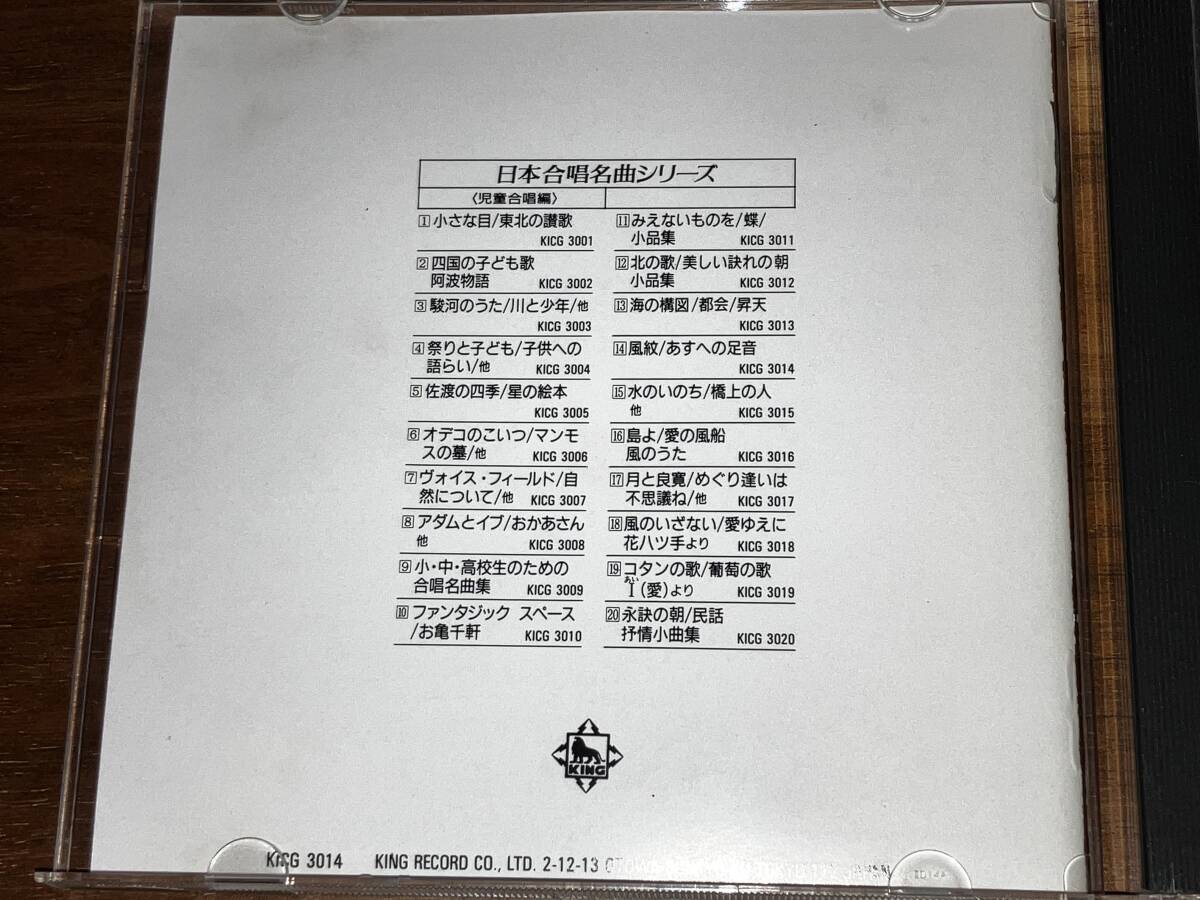 日本合唱名曲シリーズ
〈児童合唱編〉
1 小さな目/東北の讃歌
KICG 3001
2 四国の子ども歌
阿波物語 KICG 3002
3 駿河のうた/川と少年/他
KICG 3003
4 祭りと子ども/子供への
語らい/他 KICG 3004
5 佐渡の四季/星の絵本
KICG 3005
6 オデコのこいつ/マンモ
スの墓/他 KICG 3006
7 ヴォイス・フィールド/自
然について/他 KICG 3007
8 アダムとイブ/おかあさん
他 KICG 3008
9 小・中・高校生のための
合唱名曲集 KICG 3009
10 ファンタジック スペース
/お亀千軒 KICG 3010
11 みえないものを/蝶/
小品集 KICG 3011
12 北の歌/美しい訣れの朝
小品集 KICG 3012
13 海の構図/都会/昇天
KICG 3013
14 風紋/あすへの足音
KICG 3014
15 水のいのち/橋上の人
他 KICG 3015
16 島よ/愛の風船
風のうた KICG 3016
17 月と良寛/めぐり逢いは
不思議ね/他 KICG 3017
18 風のいざない/愛ゆえに
花ハツ手より KICG 3018
19 コタンの歌/葡萄の歌
あい
I(愛)より KICG 3019
20 永訣の朝/民話
抒情小曲集 KICG 3020
KING
KICG 3014 KING RECORD CO., LTD. 2-12-13